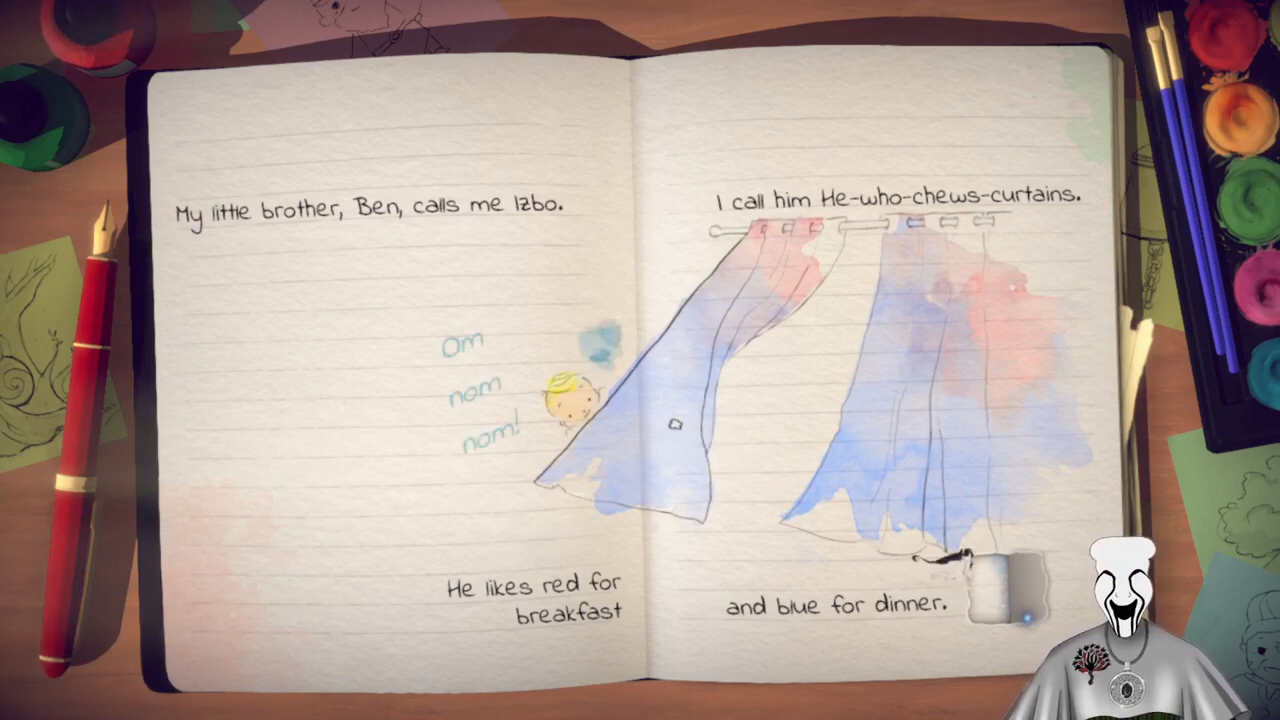 My little brother, Ben, calls me Izbo.
Om
nom
nom!
He likes red for
breakfast
I call him He-who-chews-curtains.
and blue for dinner.